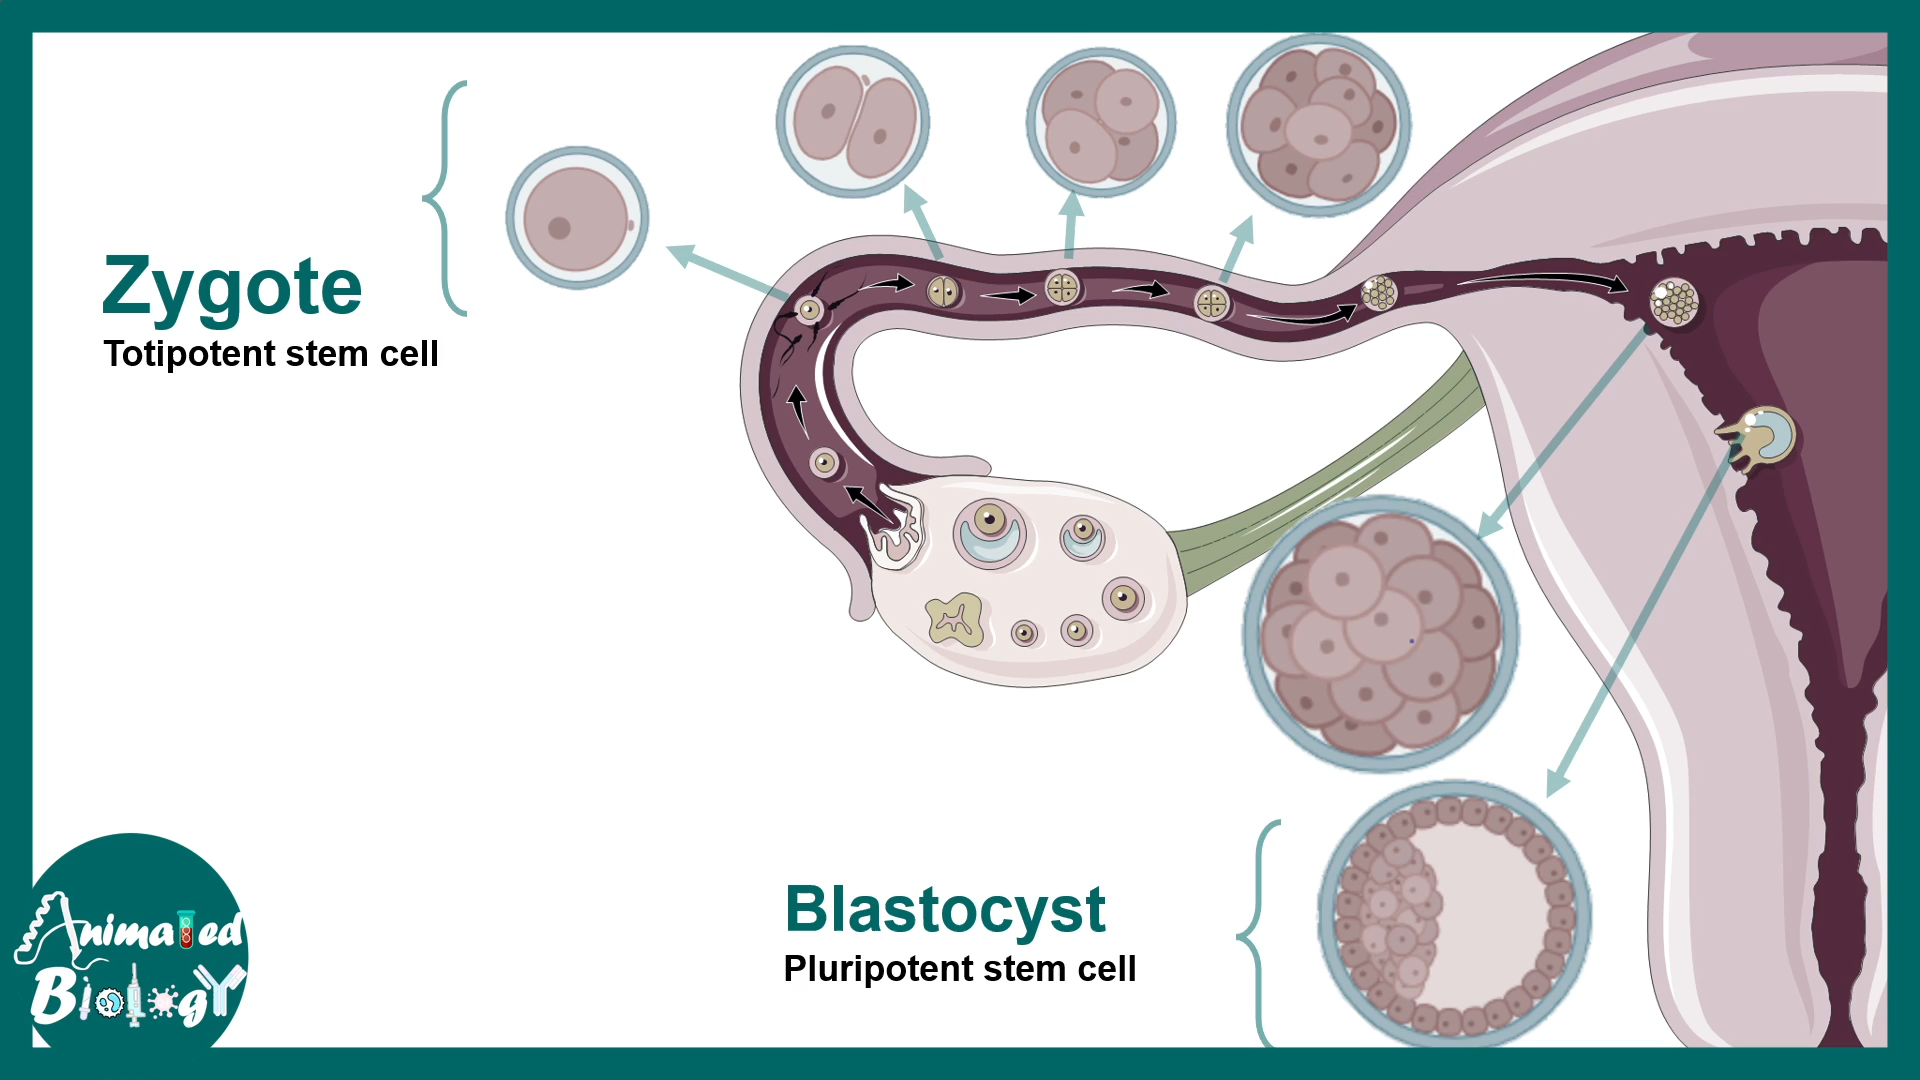 Zygote
Totipotent stem cell
Blastocyst
Pluripotent stem cell
Animated
Biology